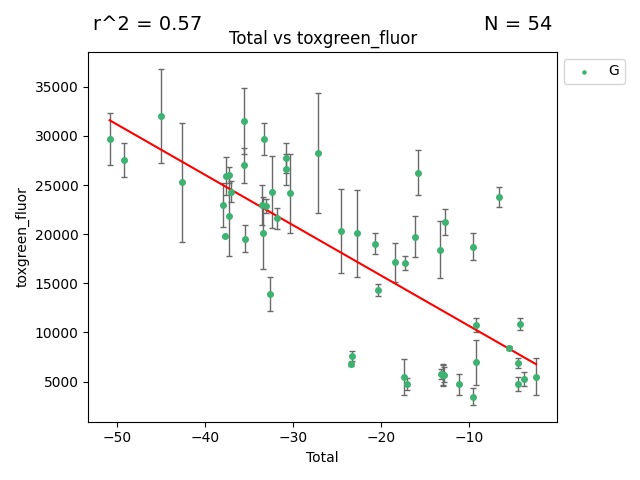 r^2 = 0.57
N = 54
Total vs toxgreen_fluor
G
35000
30000
25000
20000
15000
10000
5000
toxgreen_fluor
−50
−40
−30
−20
−10
Total